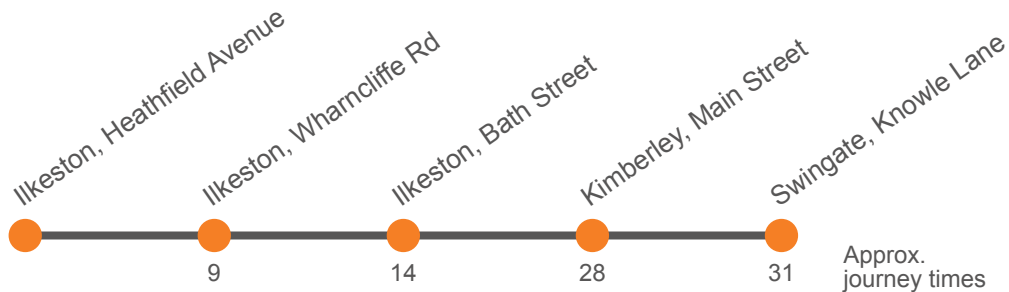 Ilkeston, Heathfield Avenue
Ilkeston, Wharncliffe Rd
Ilkeston, Bath Street
Kimberley, Main Street
Swingate, Knowle Lane
9
14
28
31
Approx.
journey times